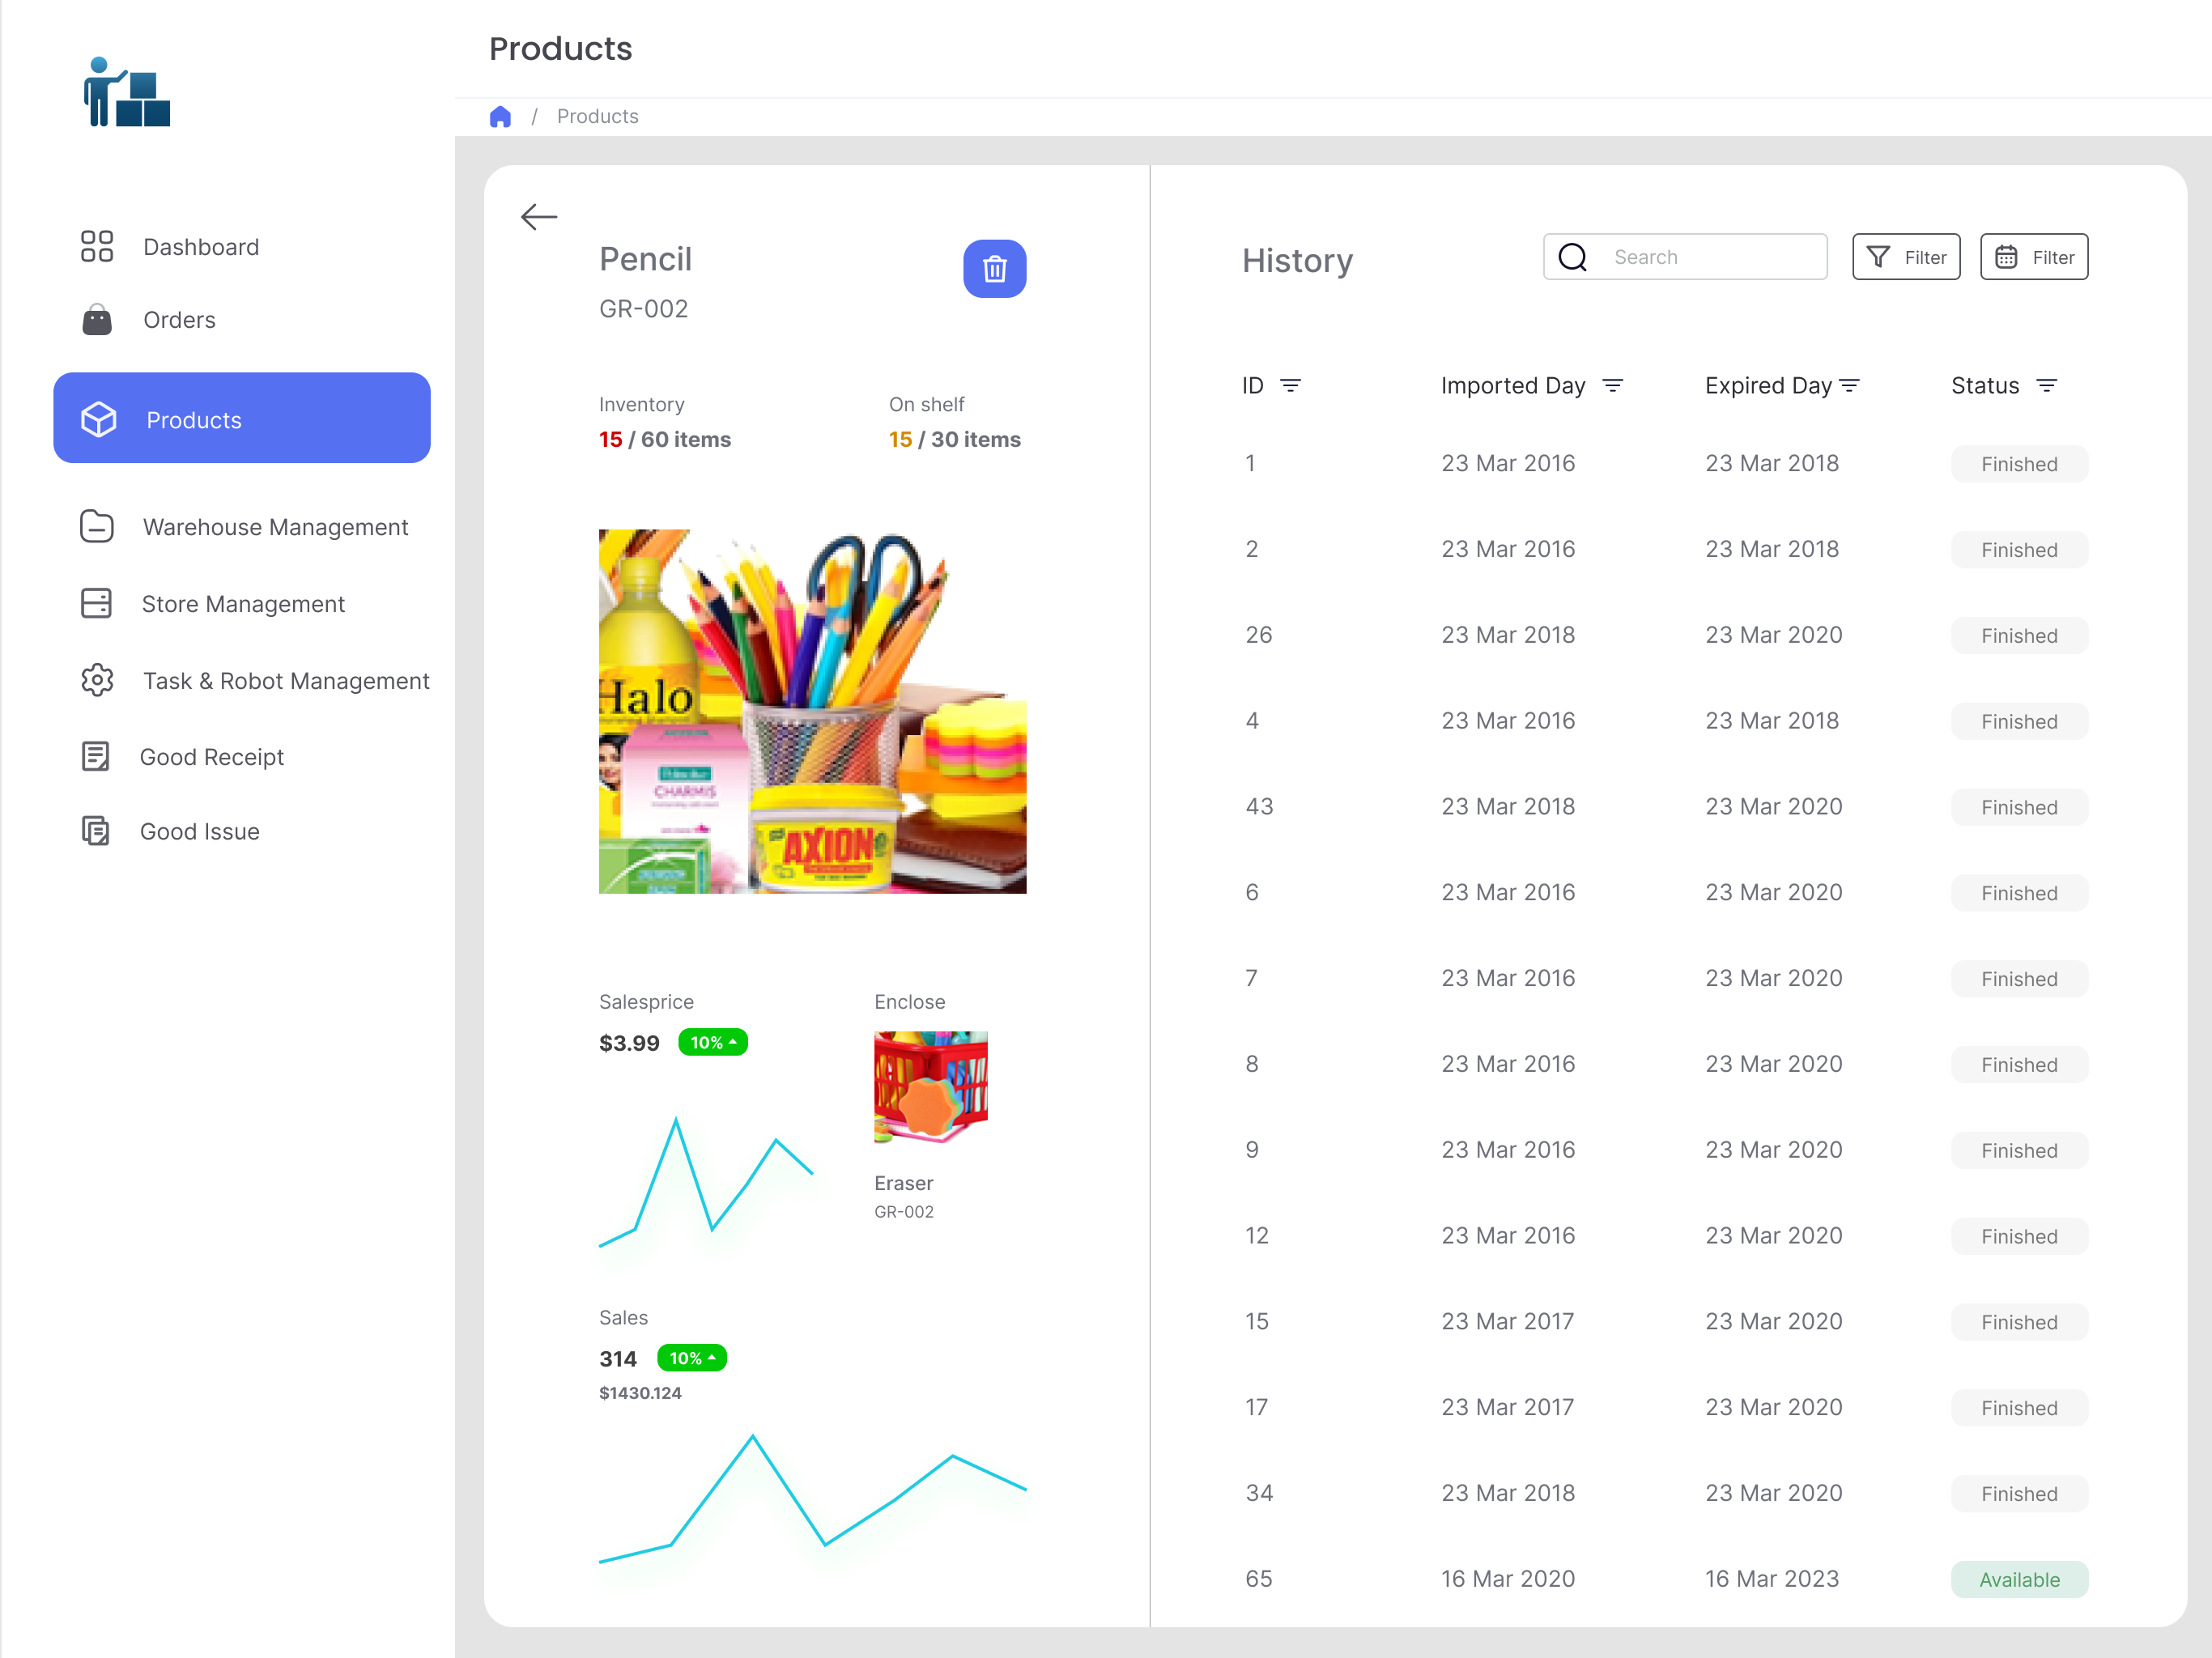 Products
/ Products
Dashboard
Orders
Products
Warehouse Management
Store Management
Task & Robot Management
Good Receipt
Good Issue
Pencil
GR-002
Inventory
15 / 60 items
On shelf
15 / 30 items
Halo
CHARMIS
AXION
Salesprice
$3.99 10%
Enclose
Eraser
GR-002
Sales
314 10%
$1430.124
History
Search
Filter
Filter
ID Imported Day Expired Day Status
1 23 Mar 2016 23 Mar 2018 Finished
2 23 Mar 2016 23 Mar 2018 Finished
26 23 Mar 2018 23 Mar 2020 Finished
4 23 Mar 2016 23 Mar 2018 Finished
43 23 Mar 2018 23 Mar 2020 Finished
6 23 Mar 2016 23 Mar 2020 Finished
7 23 Mar 2016 23 Mar 2020 Finished
8 23 Mar 2016 23 Mar 2020 Finished
9 23 Mar 2016 23 Mar 2020 Finished
12 23 Mar 2016 23 Mar 2020 Finished
15 23 Mar 2017 23 Mar 2020 Finished
17 23 Mar 2017 23 Mar 2020 Finished
34 23 Mar 2018 23 Mar 2020 Finished
65 16 Mar 2020 16 Mar 2023 Available